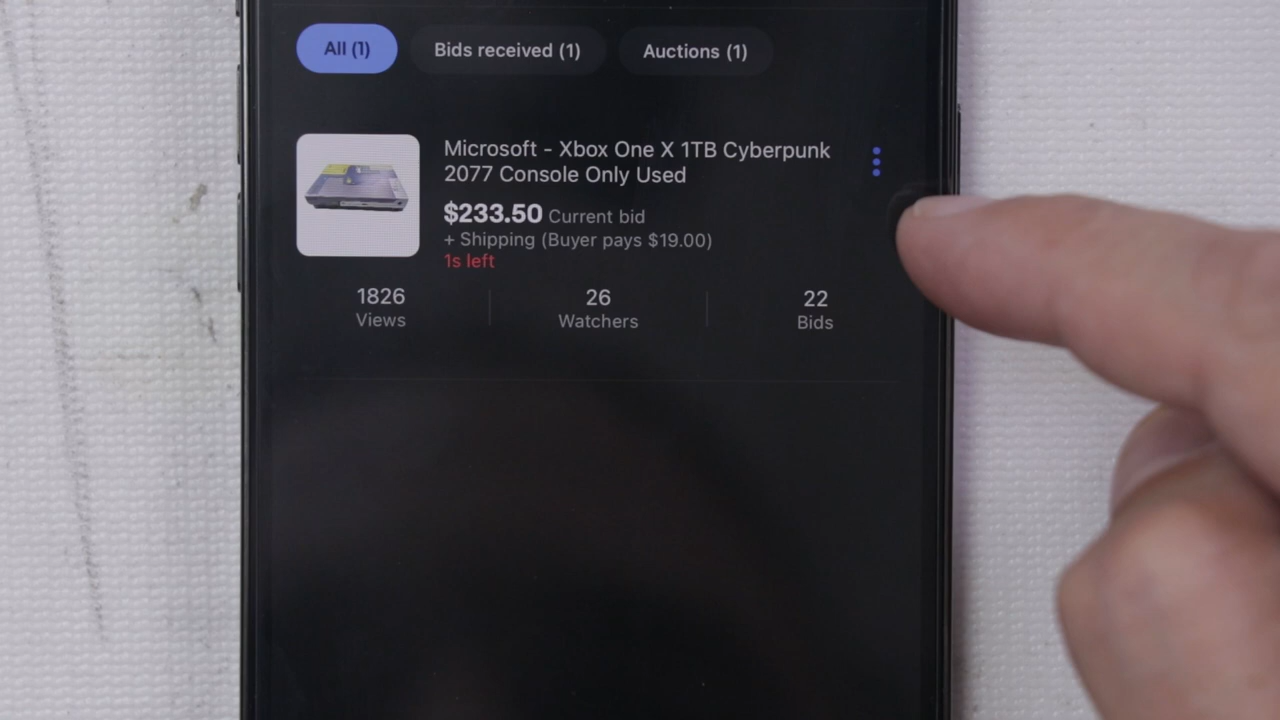 All (1)
Bids received (1)
Auctions (1)
Microsoft - Xbox One X 1TB Cyberpunk
2077 Console Only Used
$233.50 Current bid
+ Shipping (Buyer pays $19.00)
1s left
1826
Views
26
Watchers
22
Bids